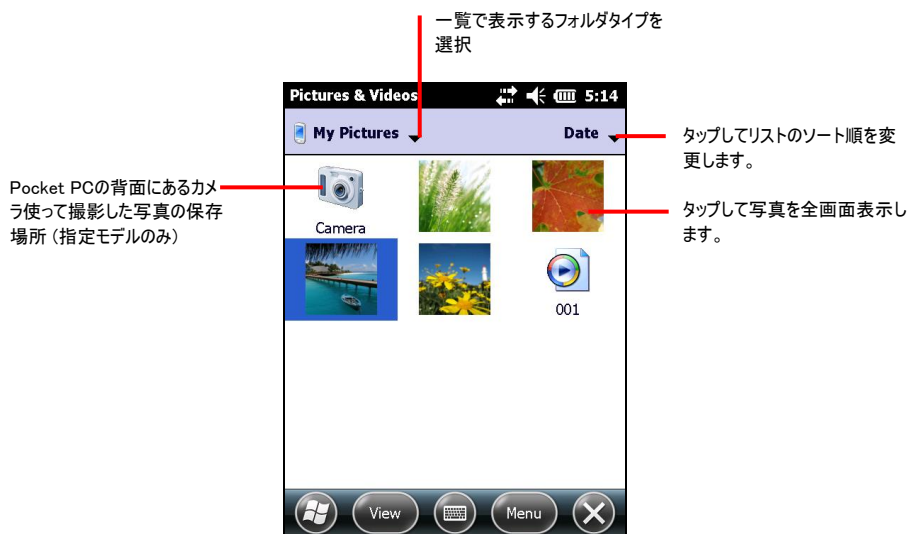 一覧で表示するフォルダタイプを
選択
Pictures & Videos 5:14
My Pictures Date
タップしてリストのソート順を変
更します。
Pocket PCの背面にあるカメ
ラ使って撮影した写真の保存
場所（指定モデルのみ）
タップして写真を全画面表示し
ます。
Camera
001
View Menu